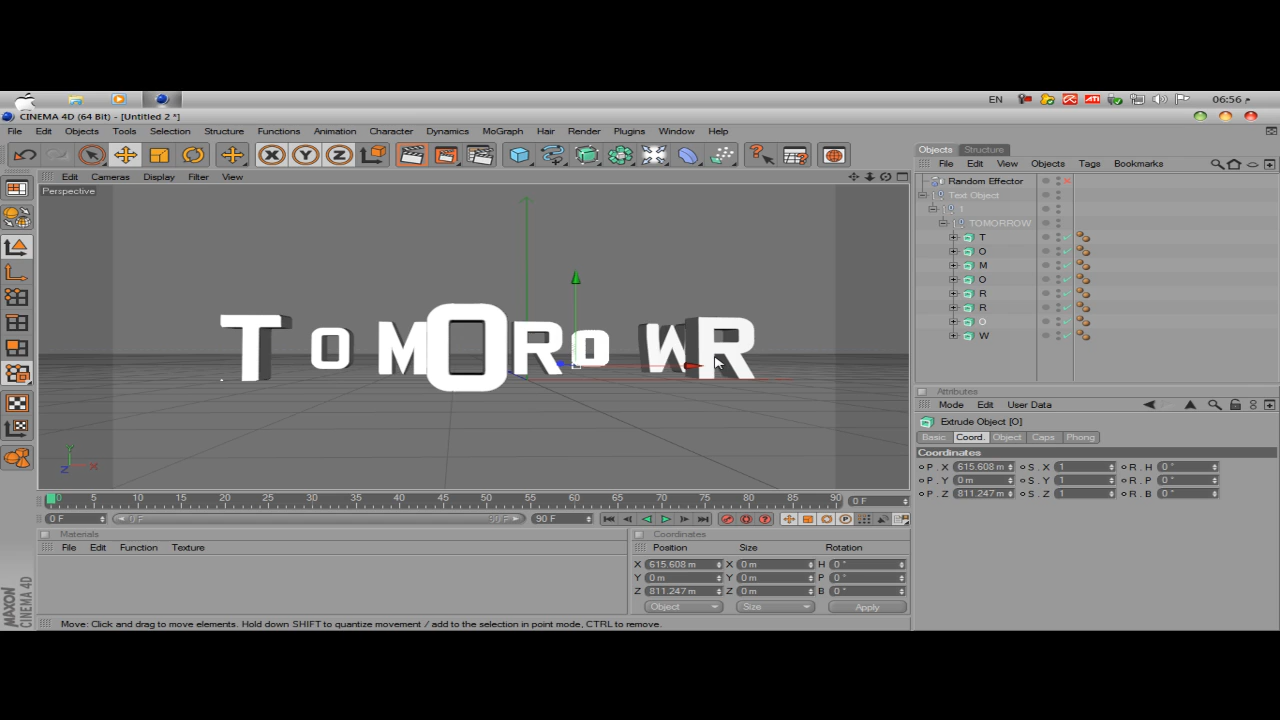 EN ATI م 06:56
CINEMA 4D (64 Bit) - [Untitled 2 *]
File Edit Objects Tools Selection Structure Functions Animation Character Dynamics MoGraph Hair Render Plugins Window Help
X Y Z
Objects Structure
File Edit View Objects Tags Bookmarks
Edit Cameras Display Filter View
Perspective
Random Effector
Text Object
1
TOMORROW
T
O
M
O
R
R
O
W
T O M O R O W R
Y
Z X
Attributes
Mode Edit User Data
Extrude Object [O]
Basic Coord. Object Caps Phong
Coordinates
P . X 615.608 m S . X 1 R . H 0 °
P . Y 0 m S . Y 1 R . P 0 °
P . Z 811.247 m S . Z 1 R . B 0 °
0 5 10 15 20 25 30 35 40 45 50 55 60 65 70 75 80 85 90 0 F
0 F 0 F 90 F 90 F
Materials
File Edit Function Texture
Coordinates
Position Size Rotation
X 615.608 m X 0 m H 0 °
Y 0 m Y 0 m P 0 °
Z 811.247 m Z 0 m B 0 °
Object Size Apply
MAXON
CINEMA 4D
Move: Click and drag to move elements. Hold down SHIFT to quantize movement / add to the selection in point mode, CTRL to remove.